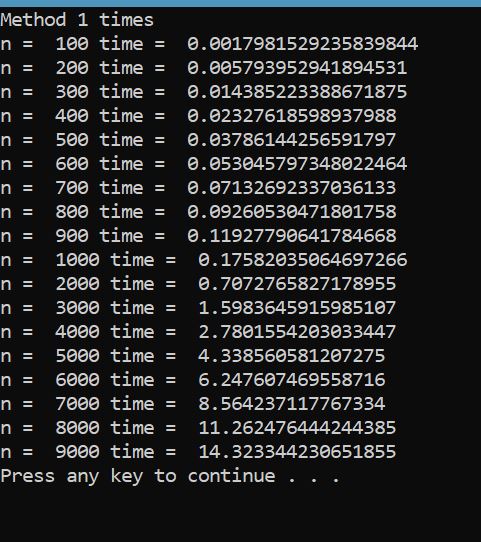 Method 1 times
n =  100 time =  0.0017981529235839844
n =  200 time =  0.005793952941894531
n =  300 time =  0.014385223388671875
n =  400 time =  0.02327618598937988
n =  500 time =  0.03786144256591797
n =  600 time =  0.053045797348022464
n =  700 time =  0.07132692337036133
n =  800 time =  0.09260530471801758
n =  900 time =  0.11927790641784668
n =  1000 time =  0.17582035064697266
n =  2000 time =  0.7072765827178955
n =  3000 time =  1.5983645915985107
n =  4000 time =  2.7801554203033447
n =  5000 time =  4.338560581207275
n =  6000 time =  6.247607469558716
n =  7000 time =  8.564237117767334
n =  8000 time =  11.262476444244385
n =  9000 time =  14.323344230651855
Press any key to continue . . .